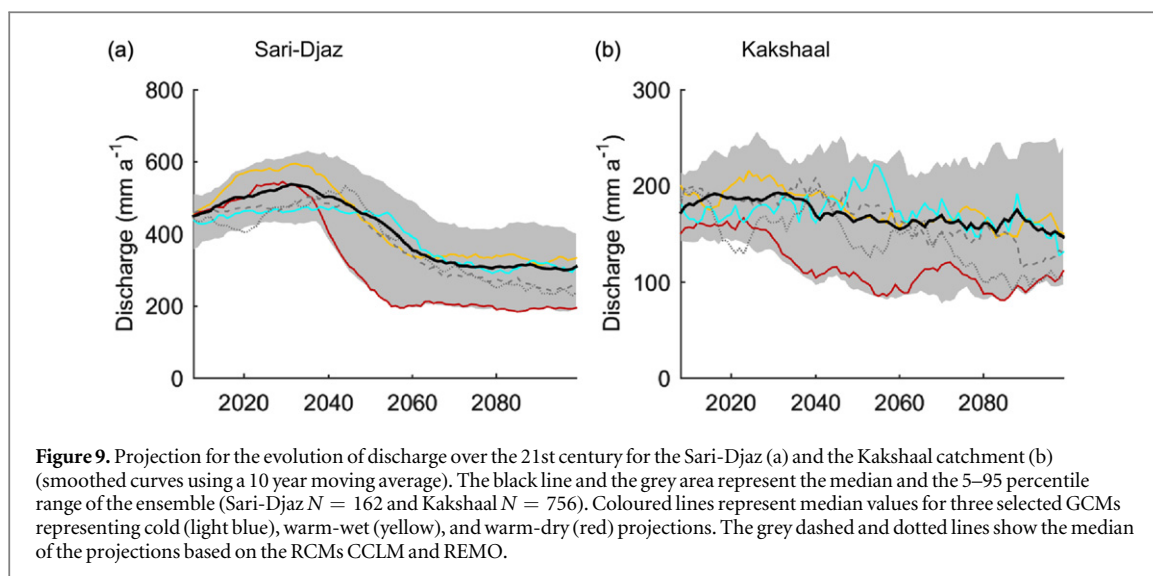 (a) Sari-Djaz (b) Kakshaal
800 300
600 200
400 100
200 0
0
Discharge (mm a⁻¹) Discharge (mm a⁻¹)
2020 2040 2060 2080 2020 2040 2060 2080
Figure 9. Projection for the evolution of discharge over the 21st century for the Sari-Djaz (a) and the Kakshaal catchment (b)
(smoothed curves using a 10 year moving average). The black line and the grey area represent the median and the 5–95 percentile
range of the ensemble (Sari-Djaz N = 162 and Kakshaal N = 756). Coloured lines represent median values for three selected GCMs
representing cold (light blue), warm-wet (yellow), and warm-dry (red) projections. The grey dashed and dotted lines show the median
of the projections based on the RCMs CCLM and REMO.